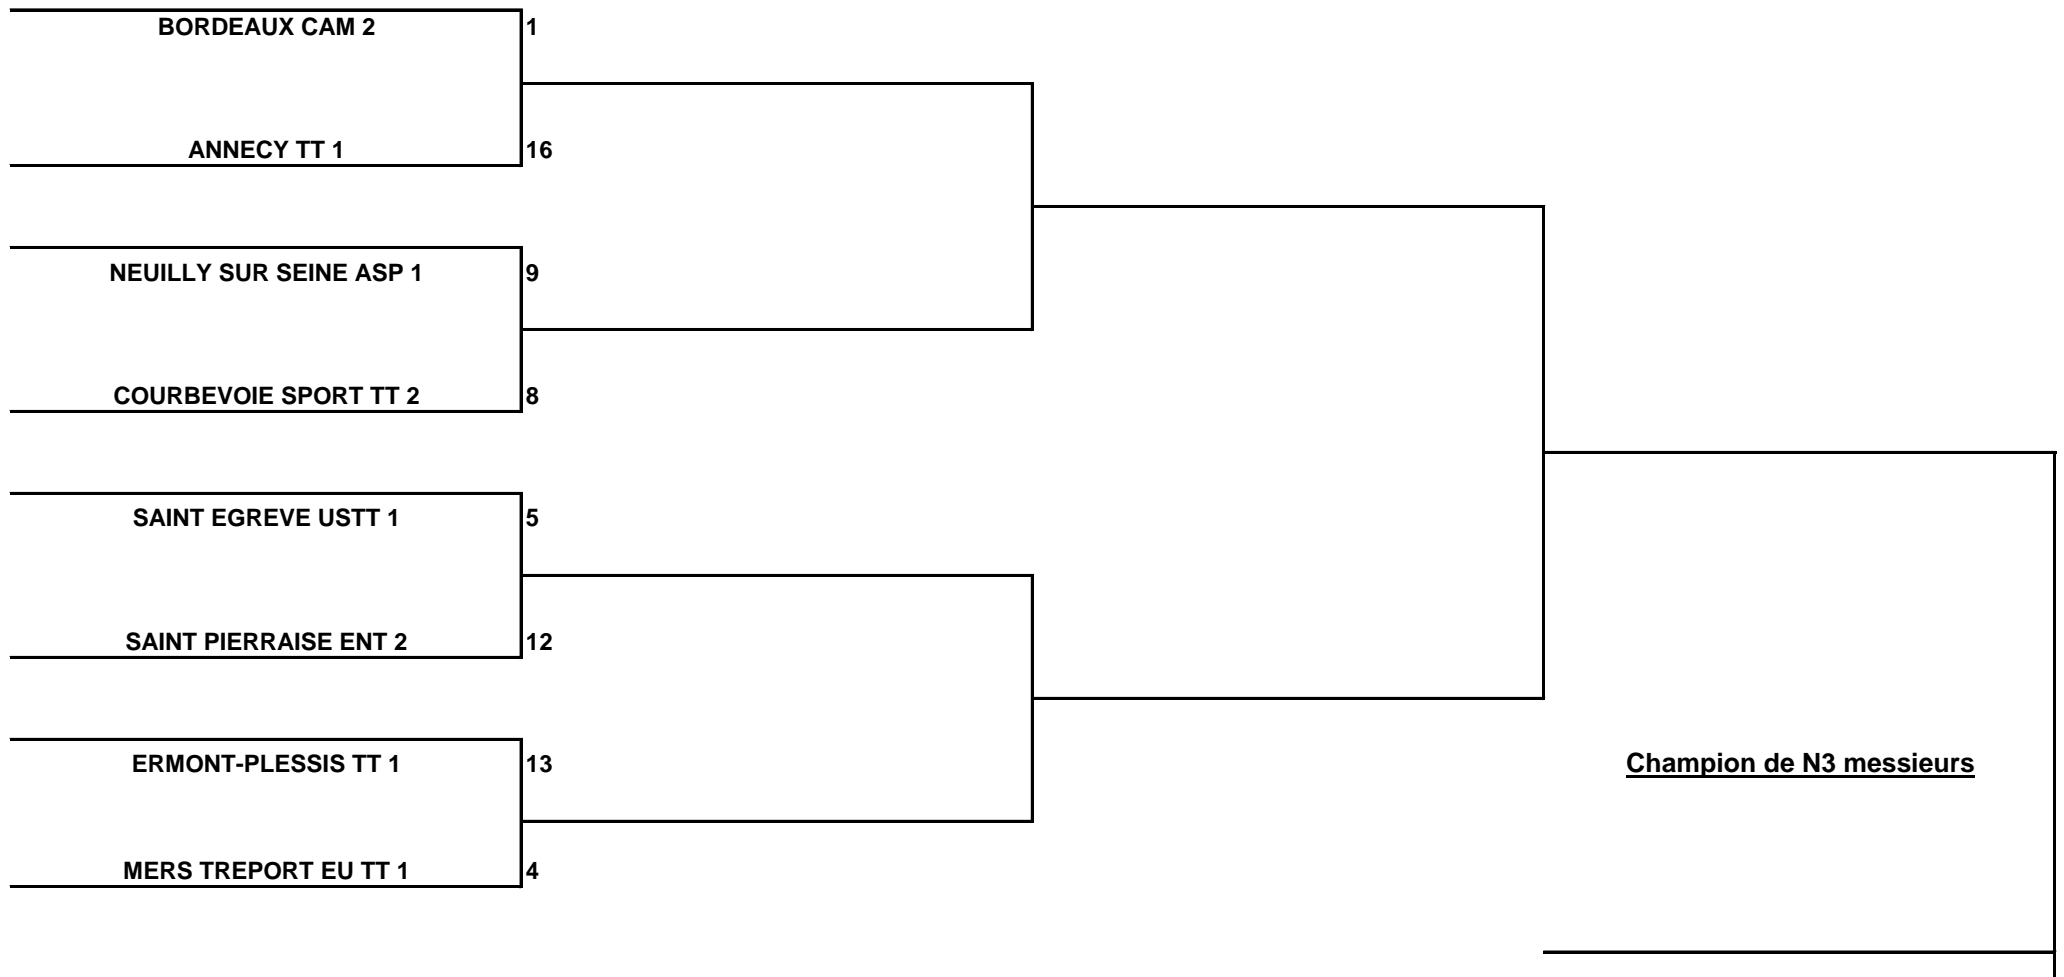 BORDEAUX CAM 2 1
ANNECY TT 1 16
NEUILLY SUR SEINE ASP 1 9
COURBEVOIE SPORT TT 2 8
SAINT EGREVE USTT 1 5
SAINT PIERRAISE ENT 2 12
ERMONT-PLESSIS TT 1 13
Champion de N3 messieurs
MERS TREPORT EU TT 1 4